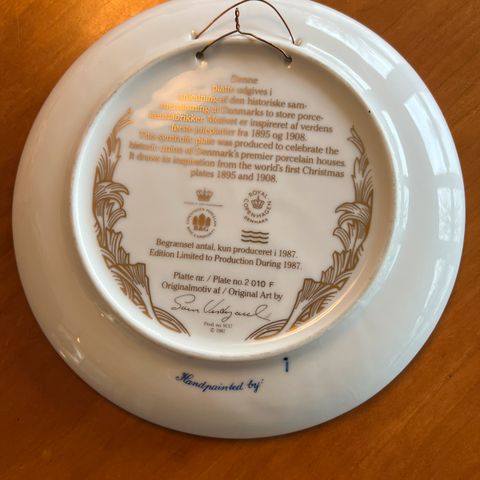 Denne
platte udgives i
anledning af den historiske sam-
menslutning af Danmarks to store porce-
lænsfabrikker. Motivet er inspireret af verdens
første juleplatter fra 1895 og 1908.
This symbolic plate was produced to celebrate the
historic union of Denmark's premier porcelain houses.
It draws its inspiration from the world's first Christmas
plates 1895 and 1908.
B&G
ROYAL
COPENHAGEN
DENMARK
Begrænset antal, kun produceret i 1987.
Edition Limited to Production During 1987.
Platte nr. / Plate no. 2 010 F
Originalmotiv af / Original Art by
© 1987
Handpainted by:
i